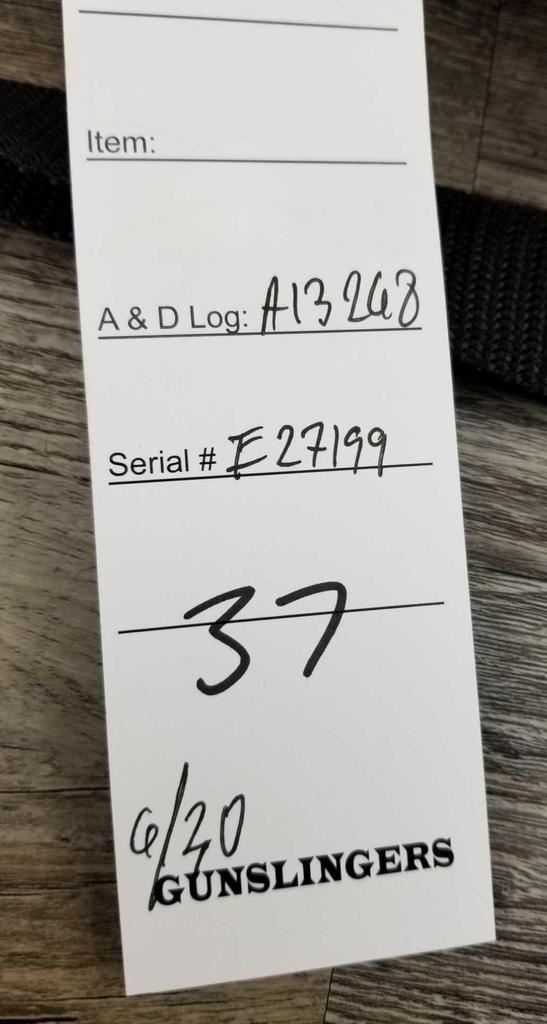 Item:
A & D Log: A13268
Serial # E27199
37
6/20
GUNSLINGERS